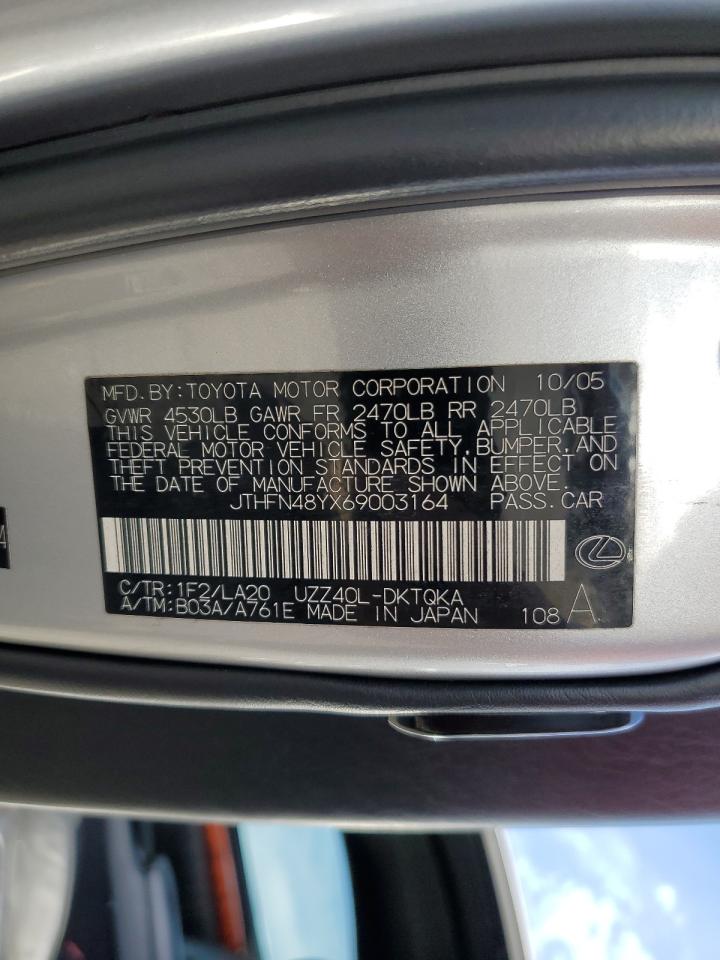 MFD. BY: TOYOTA MOTOR CORPORATION 10/05
GVWR 4530LB GAWR FR 2470LB RR 2470LB
THIS VEHICLE CONFORMS TO ALL APPLICABLE
FEDERAL MOTOR VEHICLE SAFETY, BUMPER, AND
THEFT PREVENTION STANDARDS IN EFFECT ON
THE DATE OF MANUFACTURE SHOWN ABOVE.
JTHFN48YX69003164 PASS. CAR
C/TR: 1F2/LA20 UZZ40L-DKTQKA
A/TM: B03A/A761E MADE IN JAPAN 108 A.
4